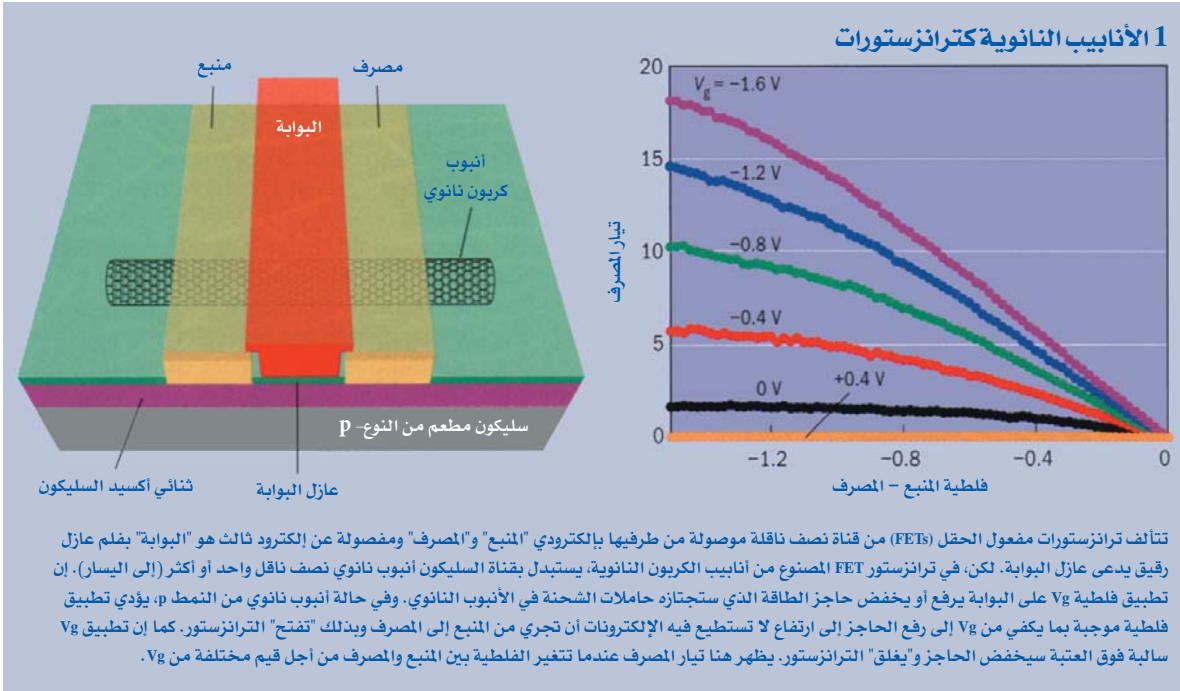 1 الأنابيب النانوية كترانزستورات
منبع
مصرف
البوابة
أنبوب
كربون نانوي
سليكون مطعم من النوع- p
ثنائي أكسيد السليكون
عازل البوابة
20
15
10
5
0
Vg = −1.6 V
−1.2 V
−0.8 V
−0.4 V
0 V
+0.4 V
تيار المصرف
−1.2
−0.8
−0.4
0
فلطية المنبع – المصرف
تتألف ترانزستورات مفعول الحقل (FETs) من قناة نصف ناقلة موصولة من طرفيها بإلكترودي "المنبع" و"المصرف" ومفصولة عن إلكترود ثالث هو "البوابة" بفلم عازل
رقيق يدعى عازل البوابة. لكن، في ترانزستور FET المصنوع من أنابيب الكربون النانوية، يستبدل بقناة السليكون أنبوب نانوي نصف ناقل واحد أو أكثر (إلى اليسار). إن
تطبيق فلطية Vg على البوابة يرفع أو يخفض حاجز الطاقة الذي ستجتازه حاملات الشحنة في الأنبوب النانوي. وفي حالة أنبوب نانوي من النمط p، يؤدي تطبيق
فلطية موجبة بما يكفي من Vg إلى رفع الحاجز إلى ارتفاع لا تستطيع فيه الإلكترونات أن تجري من المنبع إلى المصرف وبذلك "تفتح" الترانزستور. كما إن تطبيق Vg
سالبة فوق العتبة سيخفض الحاجز و"يغلق" الترانزستور. يظهر هنا تيار المصرف عندما تتغير الفلطية بين المنبع والمصرف من أجل قيم مختلفة من Vg.